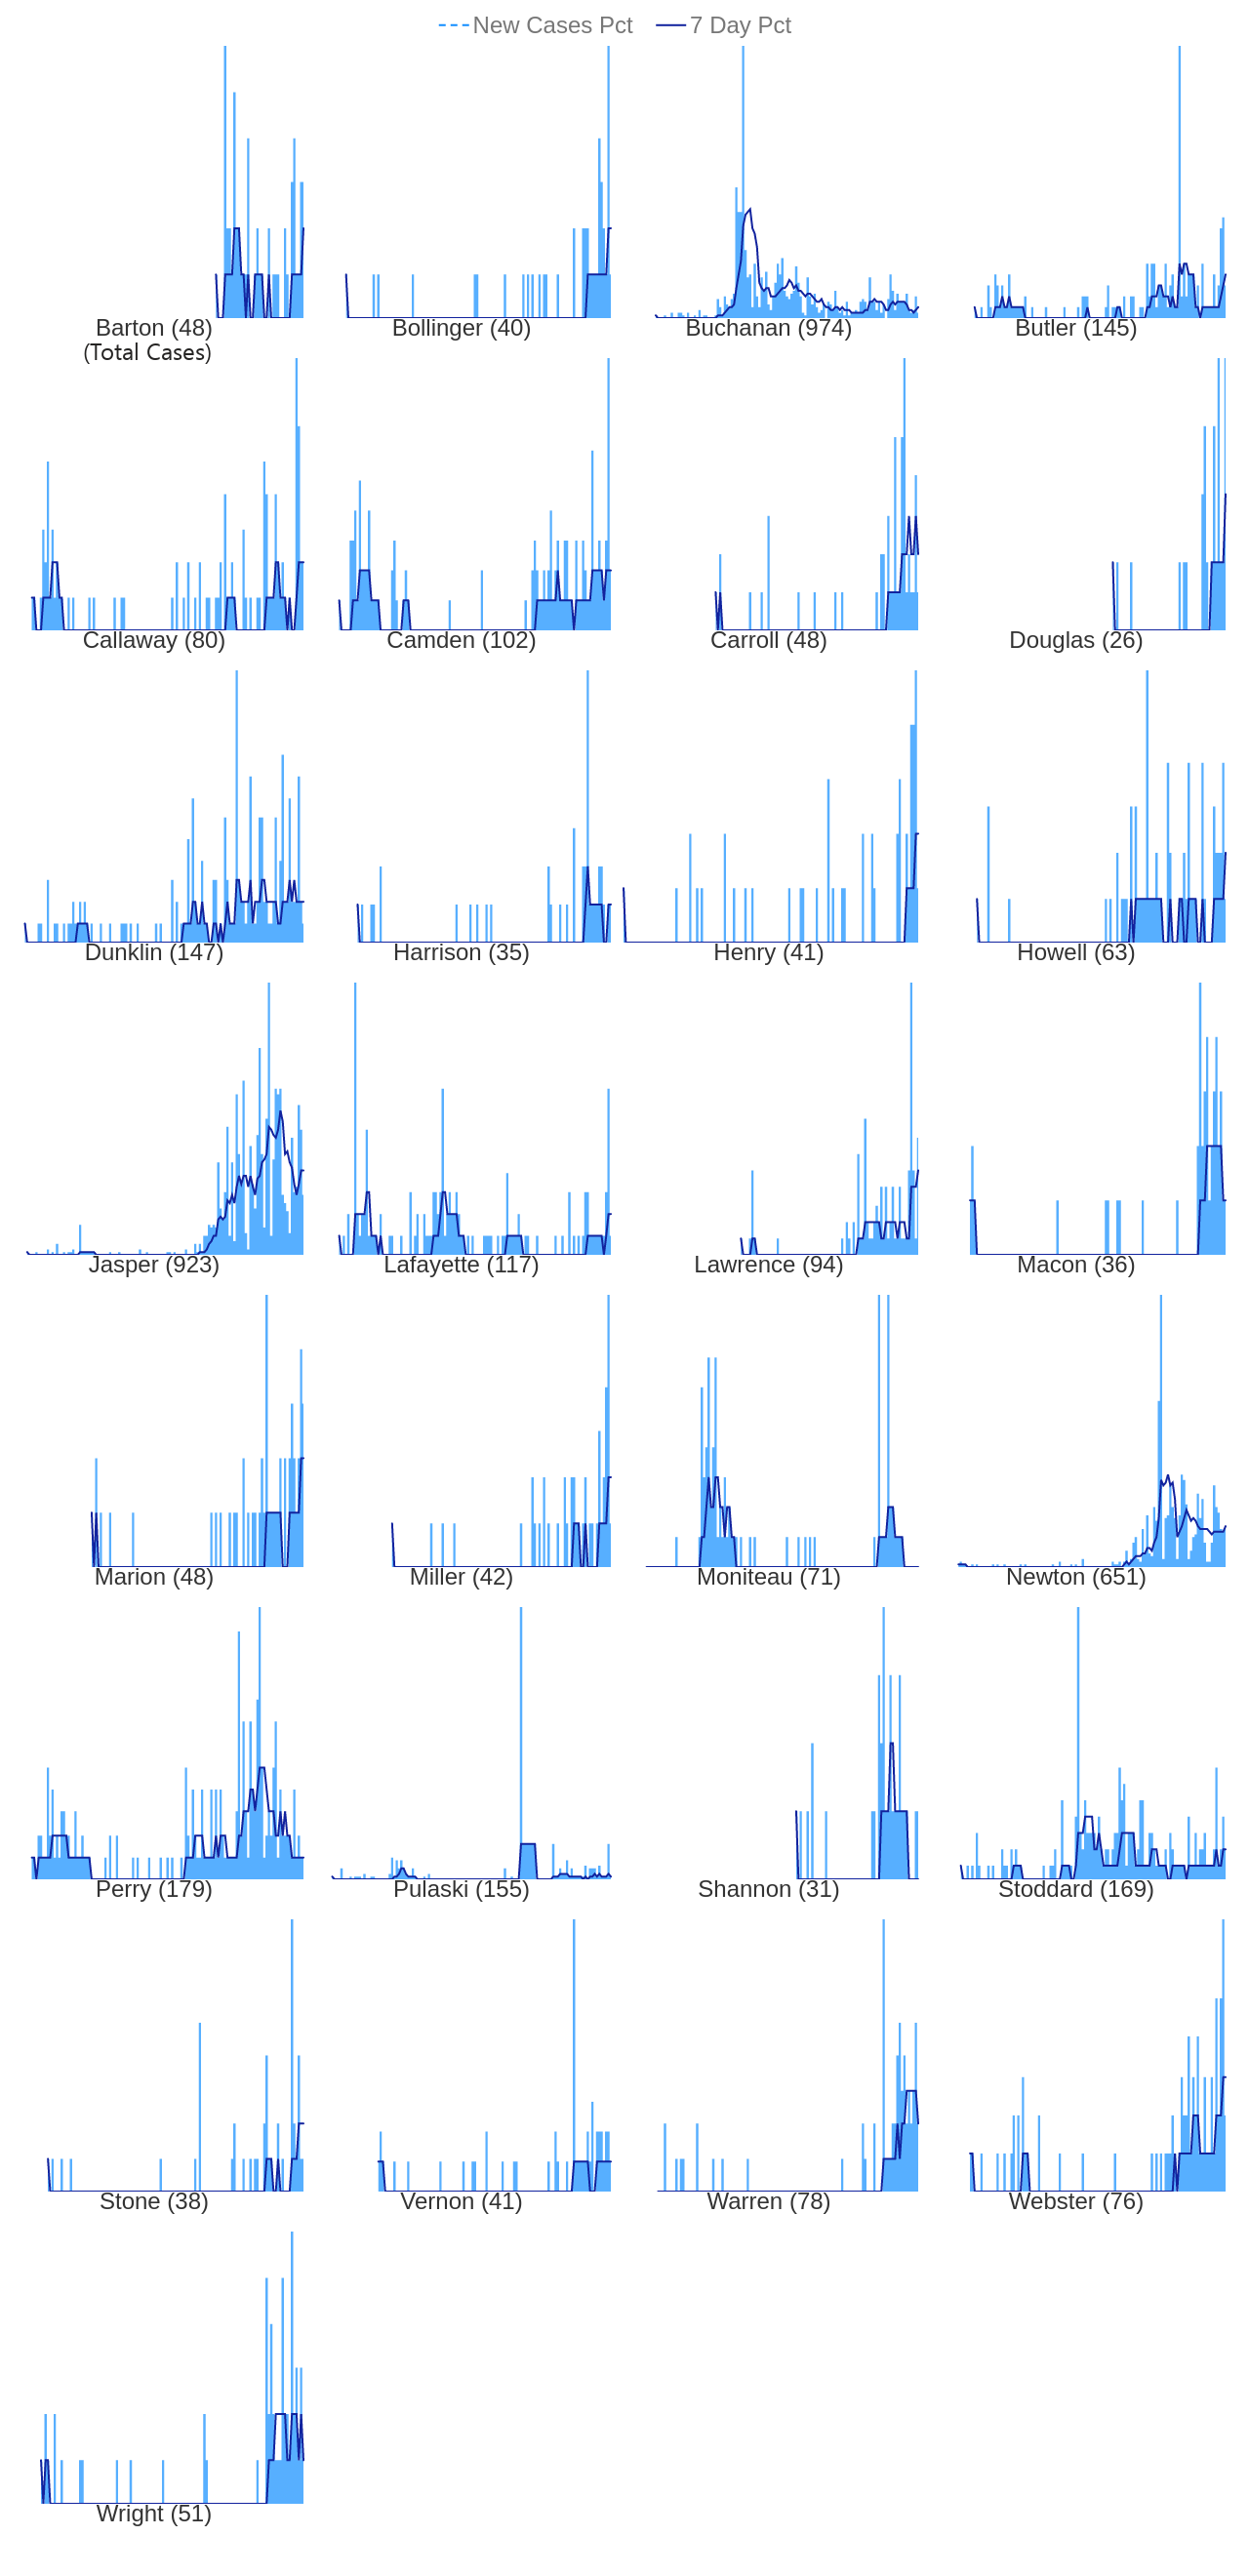 New Cases Pct 7 Day Pct
Barton (48) Bollinger (40) Buchanan (974) Butler (145)
(Total Cases)
Callaway (80) Camden (102) Carroll (48) Douglas (26)
Dunklin (147) Harrison (35) Henry (41) Howell (63)
Jasper (923) Lafayette (117) Lawrence (94) Macon (36)
Marion (48) Miller (42) Moniteau (71) Newton (651)
Perry (179) Pulaski (155) Shannon (31) Stoddard (169)
Stone (38) Vernon (41) Warren (78) Webster (76)
Wright (51)